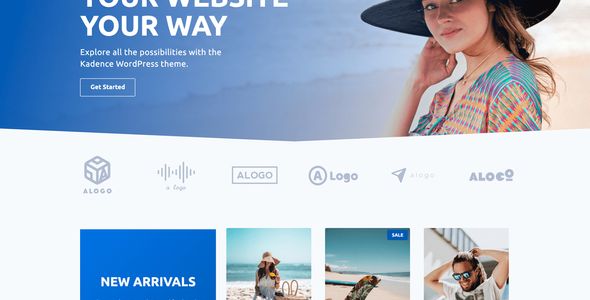 YOUR WEBSITE
YOUR WAY
Explore all the possibilities with the
Kadence WordPress theme.
Get Started
ALOGO
a logo
ALOGO
A Logo
alogo
ALOCO
SALE
NEW ARRIVALS